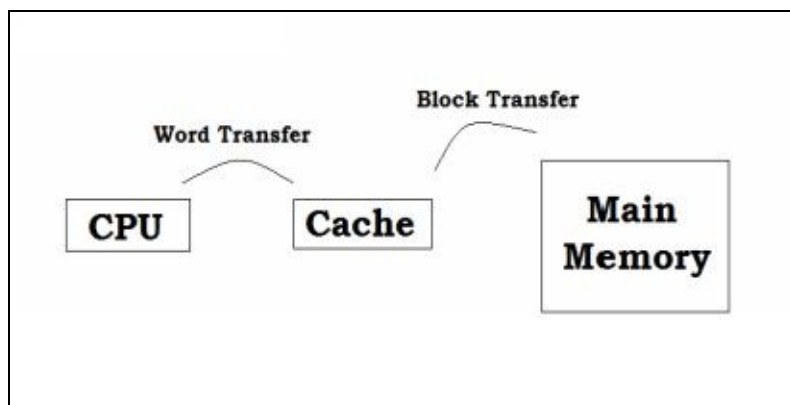 Block Transfer
Word Transfer
CPU
Cache
Main
Memory